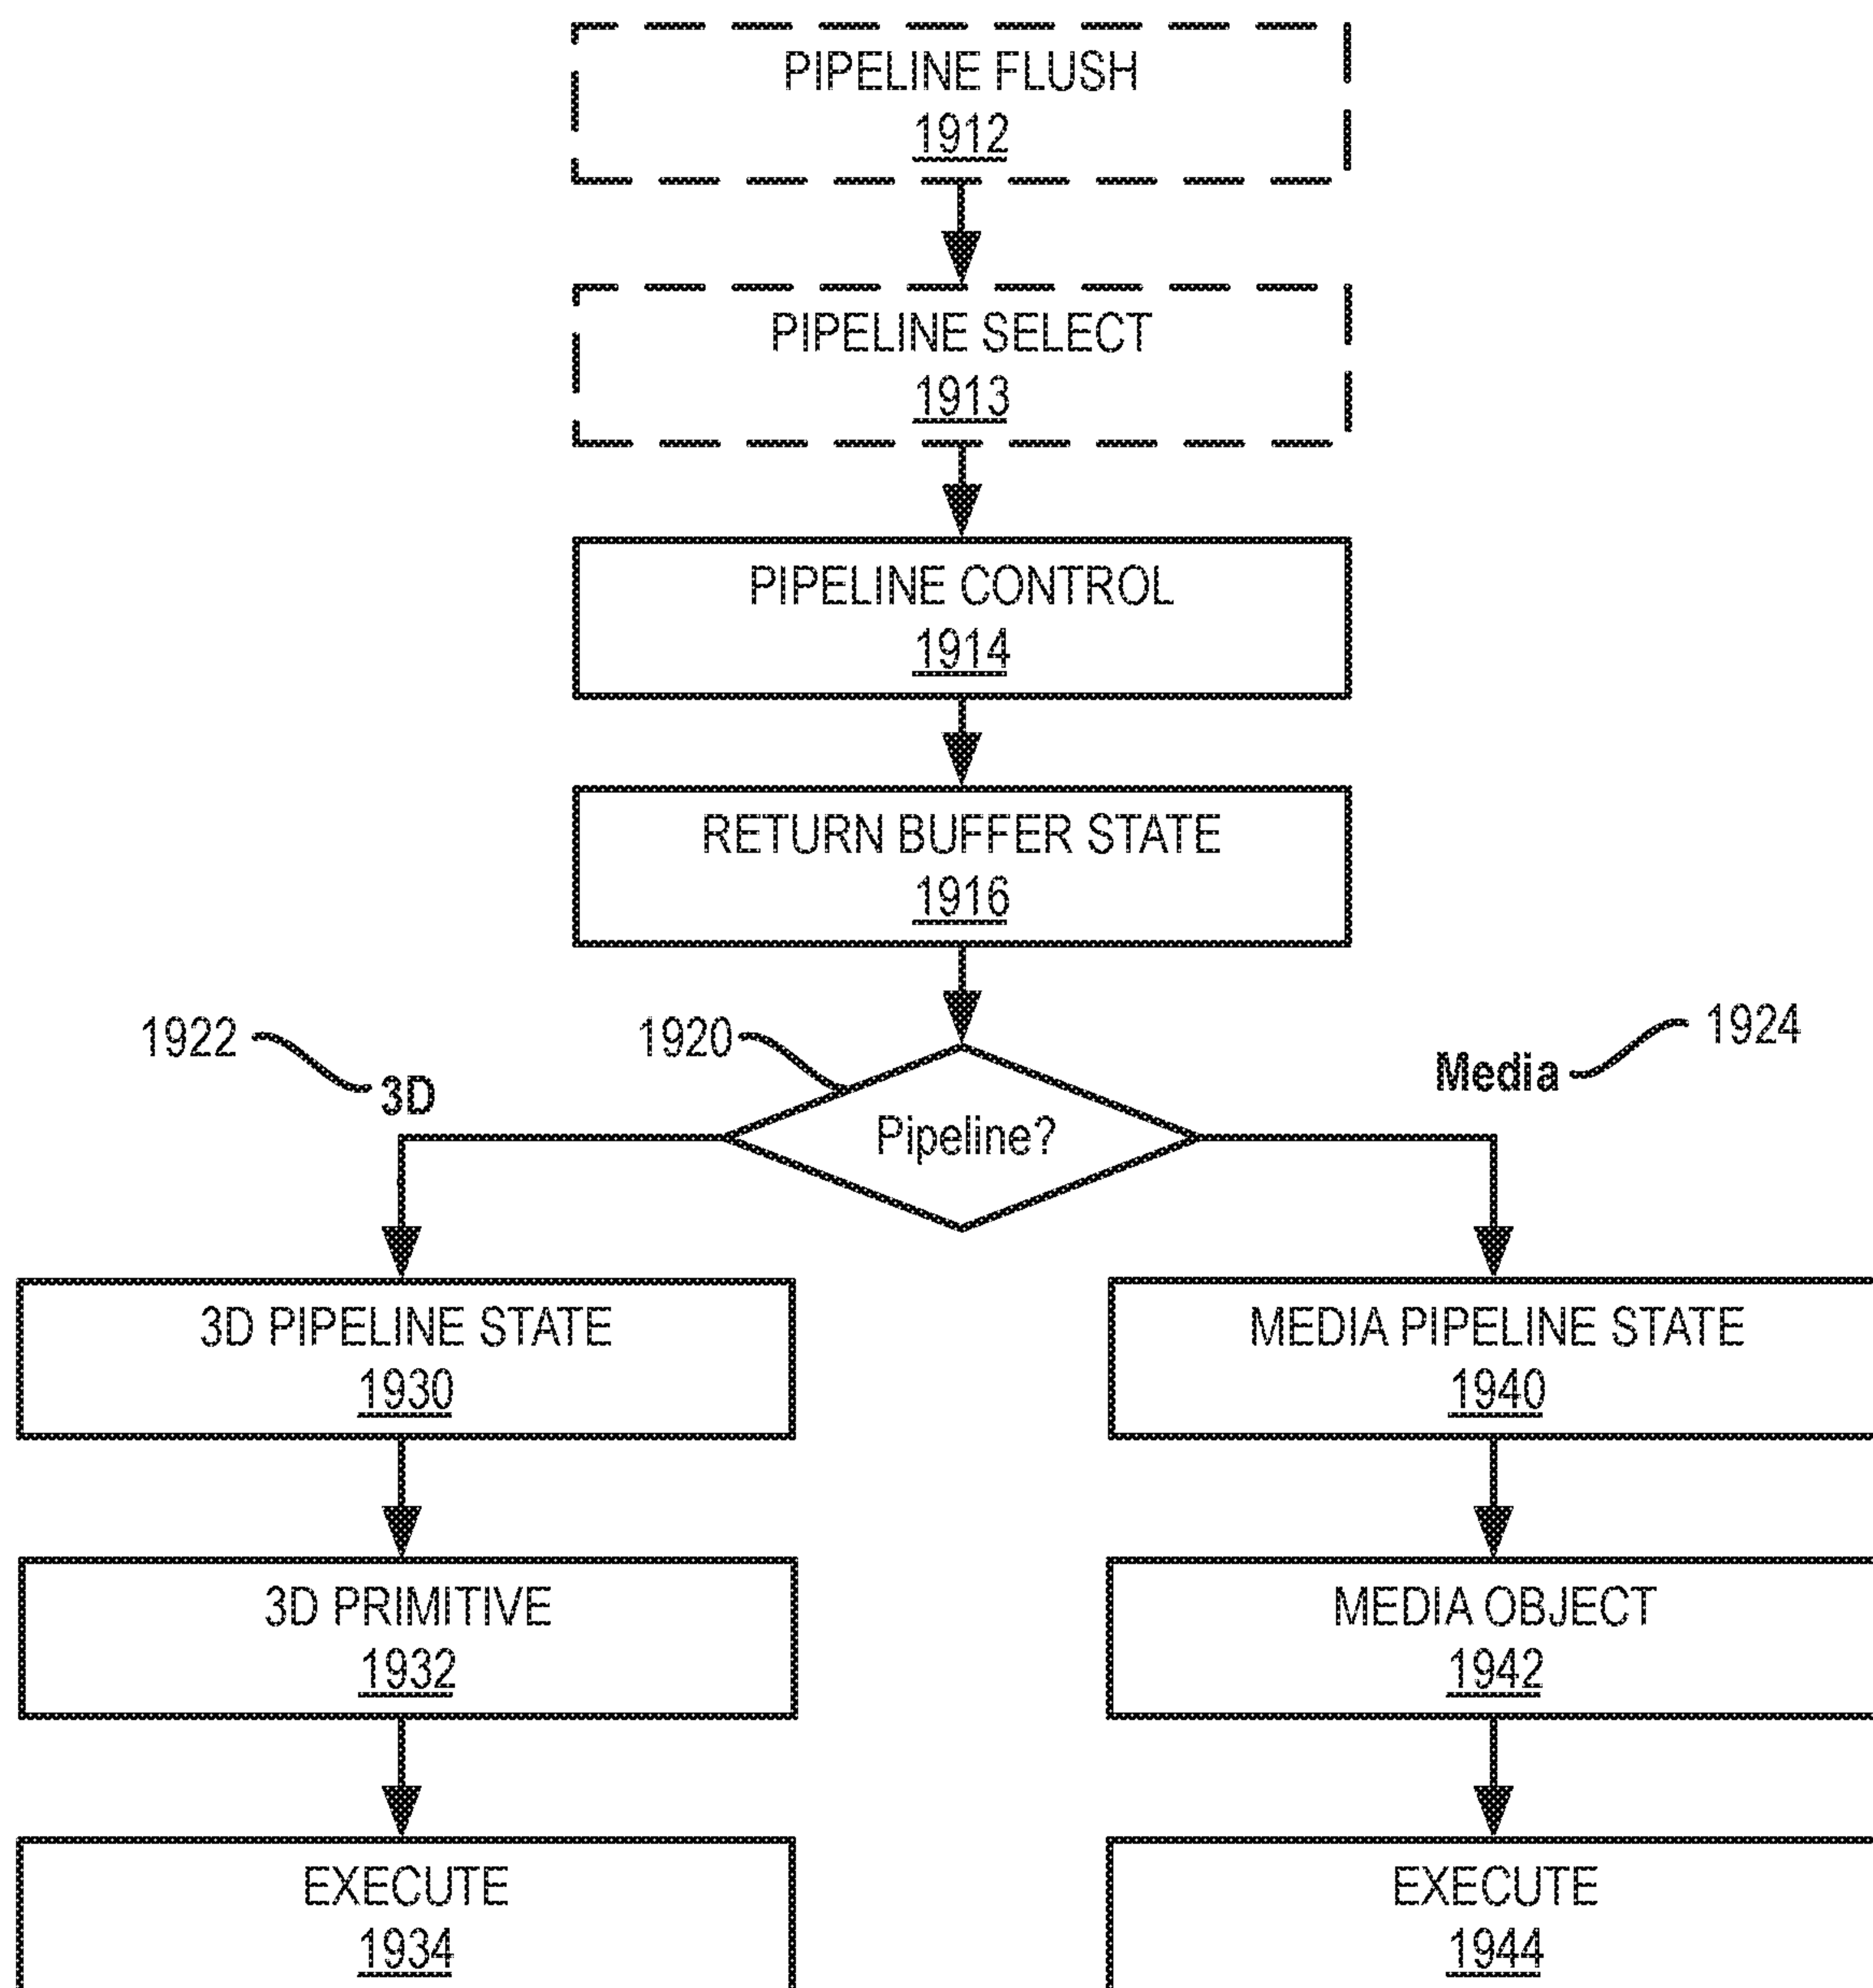 PIPELINE FLUSH
1912
PIPELINE SELECT
1913
PIPELINE CONTROL
1914
RETURN BUFFER STATE
1916
1922
3D
1920
Pipeline?
Media
1924
3D PIPELINE STATE
1930
MEDIA PIPELINE STATE
1940
3D PRIMITIVE
1932
MEDIA OBJECT
1942
EXECUTE
1934
EXECUTE
1944